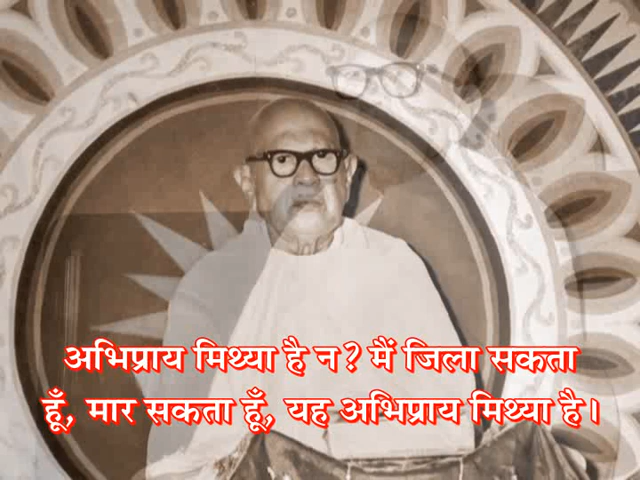 अभिप्राय मिथ्या है न? मैं जिला सकता
हूँ, मार सकता हूँ, यह अभिप्राय मिथ्या है।